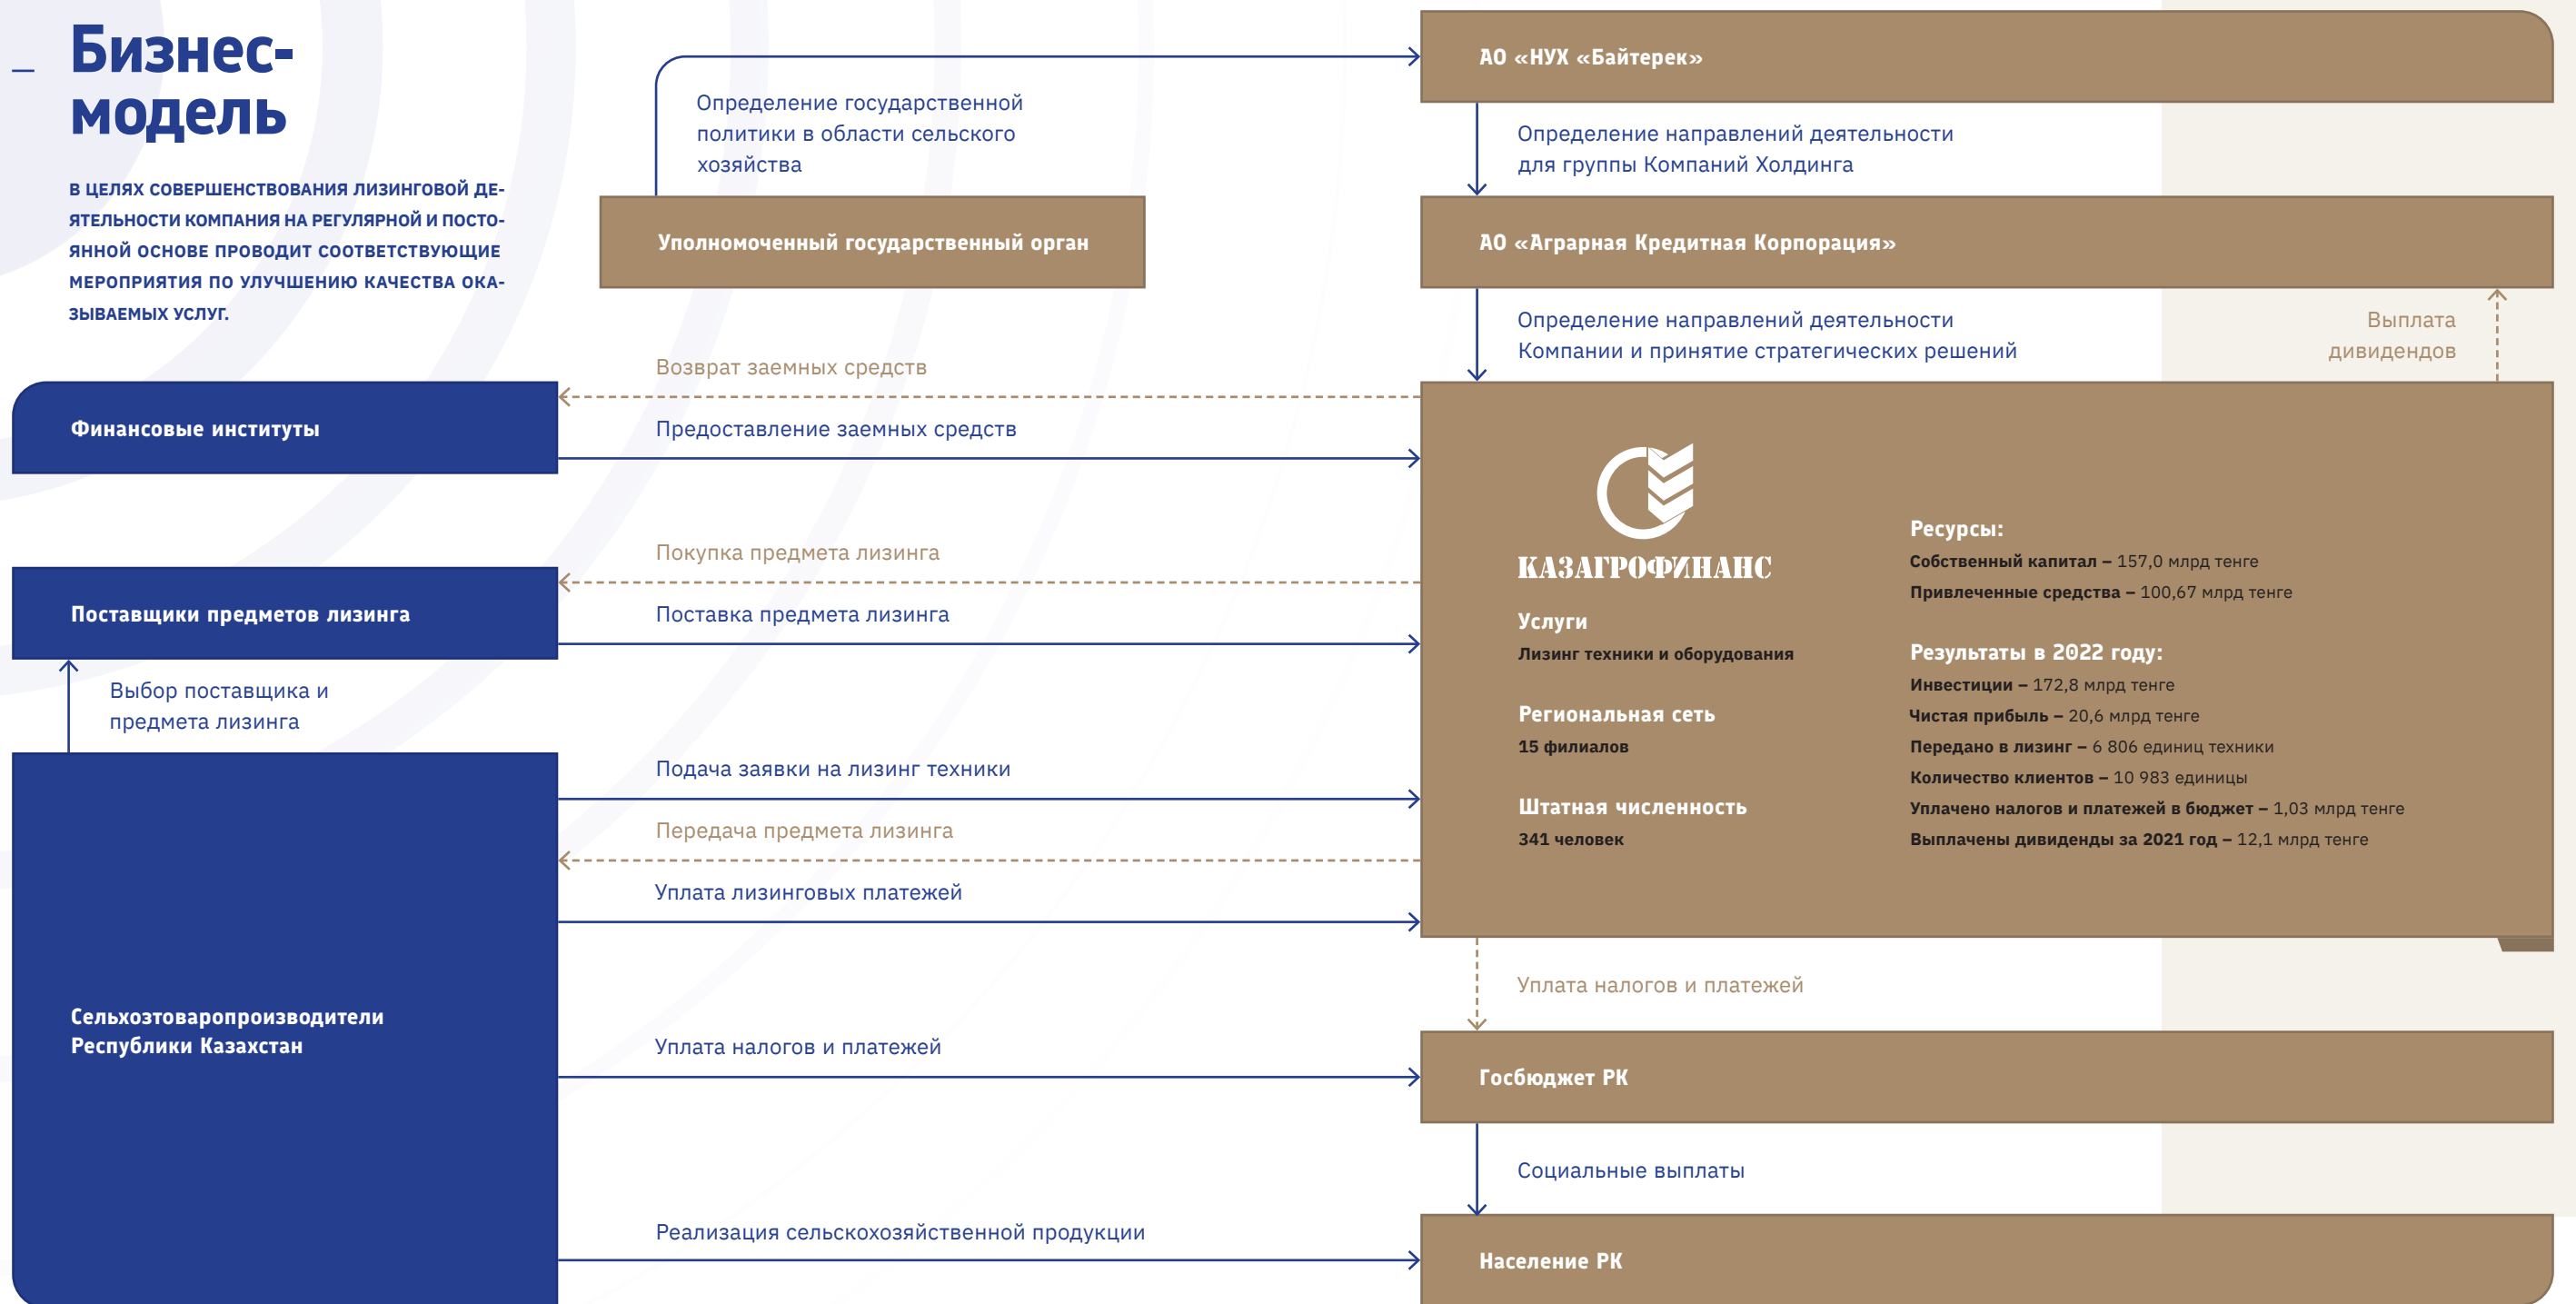 Бизнес-
модель
В ЦЕЛЯХ СОВЕРШЕНСТВОВАНИЯ ЛИЗИНГОВОЙ ДЕ-
ЯТЕЛЬНОСТИ КОМПАНИЯ НА РЕГУЛЯРНОЙ И ПОСТО-
ЯННОЙ ОСНОВЕ ПРОВОДИТ СООТВЕТСТВУЮЩИЕ
МЕРОПРИЯТИЯ ПО УЛУЧШЕНИЮ КАЧЕСТВА ОКА-
ЗЫВАЕМЫХ УСЛУГ.
Определение государственной
политики в области сельского
хозяйства
Уполномоченный государственный орган
АО «НУХ «Байтерек»
Определение направлений деятельности
для группы Компаний Холдинга
АО «Аграрная Кредитная Корпорация»
Определение направлений деятельности
Компании и принятие стратегических решений
Выплата
дивидендов
Финансовые институты
Возврат заемных средств
Предоставление заемных средств
Поставщики предметов лизинга
Покупка предмета лизинга
Поставка предмета лизинга
Выбор поставщика и
предмета лизинга
Сельхозтоваропроизводители
Республики Казахстан
Подача заявки на лизинг техники
Передача предмета лизинга
Уплата лизинговых платежей
Уплата налогов и платежей
Реализация сельскохозяйственной продукции
КАЗАГРОФИНАНС
Услуги
Лизинг техники и оборудования
Региональная сеть
15 филиалов
Штатная численность
341 человек
Ресурсы:
Собственный капитал – 157,0 млрд тенге
Привлеченные средства – 100,67 млрд тенге
Результаты в 2022 году:
Инвестиции – 172,8 млрд тенге
Чистая прибыль – 20,6 млрд тенге
Передано в лизинг – 6 806 единиц техники
Количество клиентов – 10 983 единицы
Уплачено налогов и платежей в бюджет – 1,03 млрд тенге
Выплачены дивиденды за 2021 год – 12,1 млрд тенге
Уплата налогов и платежей
Госбюджет РК
Социальные выплаты
Население РК